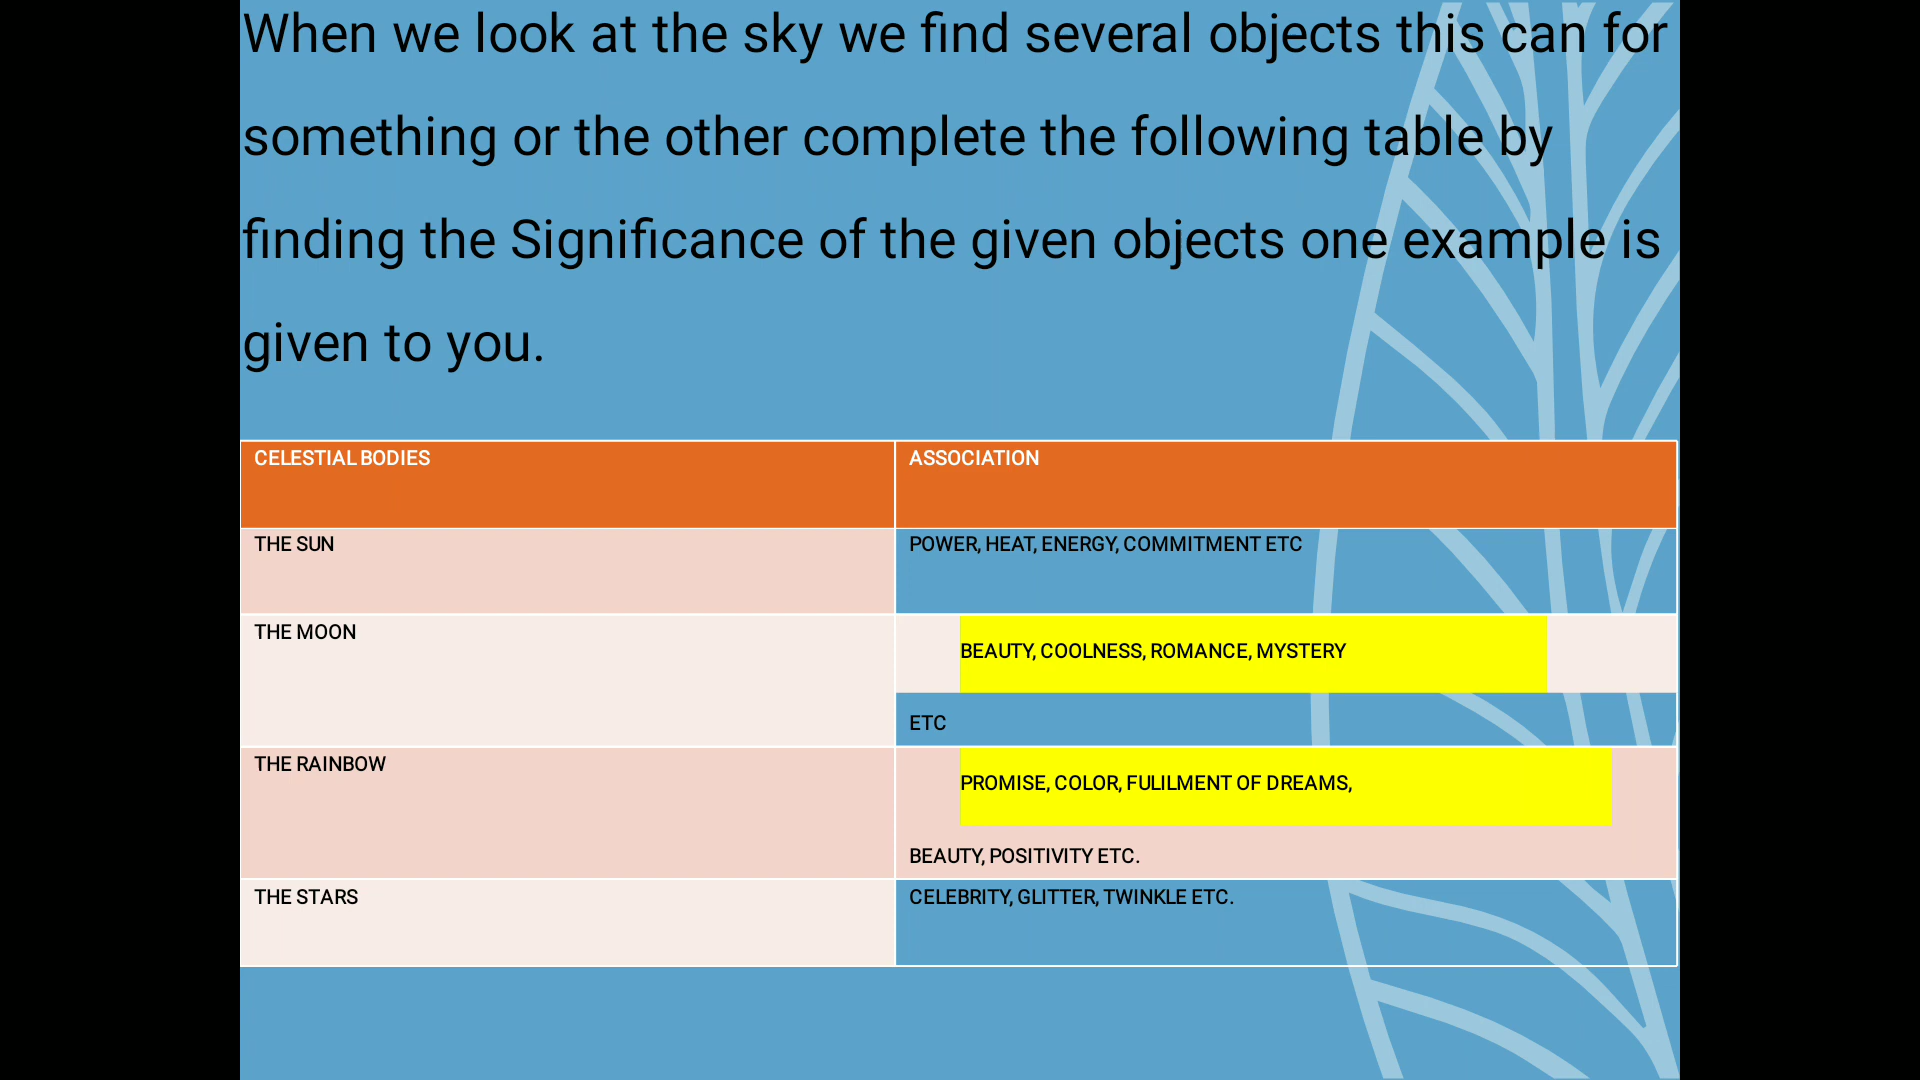 When we look at the sky we find several objects this can for
something or the other complete the following table by
finding the Significance of the given objects one example is
given to you.
CELESTIAL BODIES
ASSOCIATION
THE SUN
POWER, HEAT, ENERGY, COMMITMENT ETC
THE MOON
BEAUTY, COOLNESS, ROMANCE, MYSTERY
ETC
THE RAINBOW
PROMISE, COLOR, FULILMENT OF DREAMS,
BEAUTY, POSITIVITY ETC.
THE STARS
CELEBRITY, GLITTER, TWINKLE ETC.